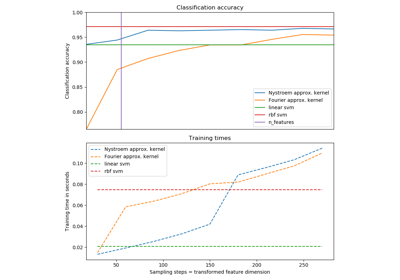 Classification accuracy
1.00
0.95
0.90
0.85
0.80
Classification accuracy
Nystroem approx. kernel
Fourier approx. kernel
linear svm
rbf svm
n_features
Training times
0.10
0.08
0.06
0.04
0.02
Training time in seconds
Nystroem approx. kernel
Fourier approx. kernel
linear svm
rbf svm
50
100
150
200
250
Sampling steps = transformed feature dimension